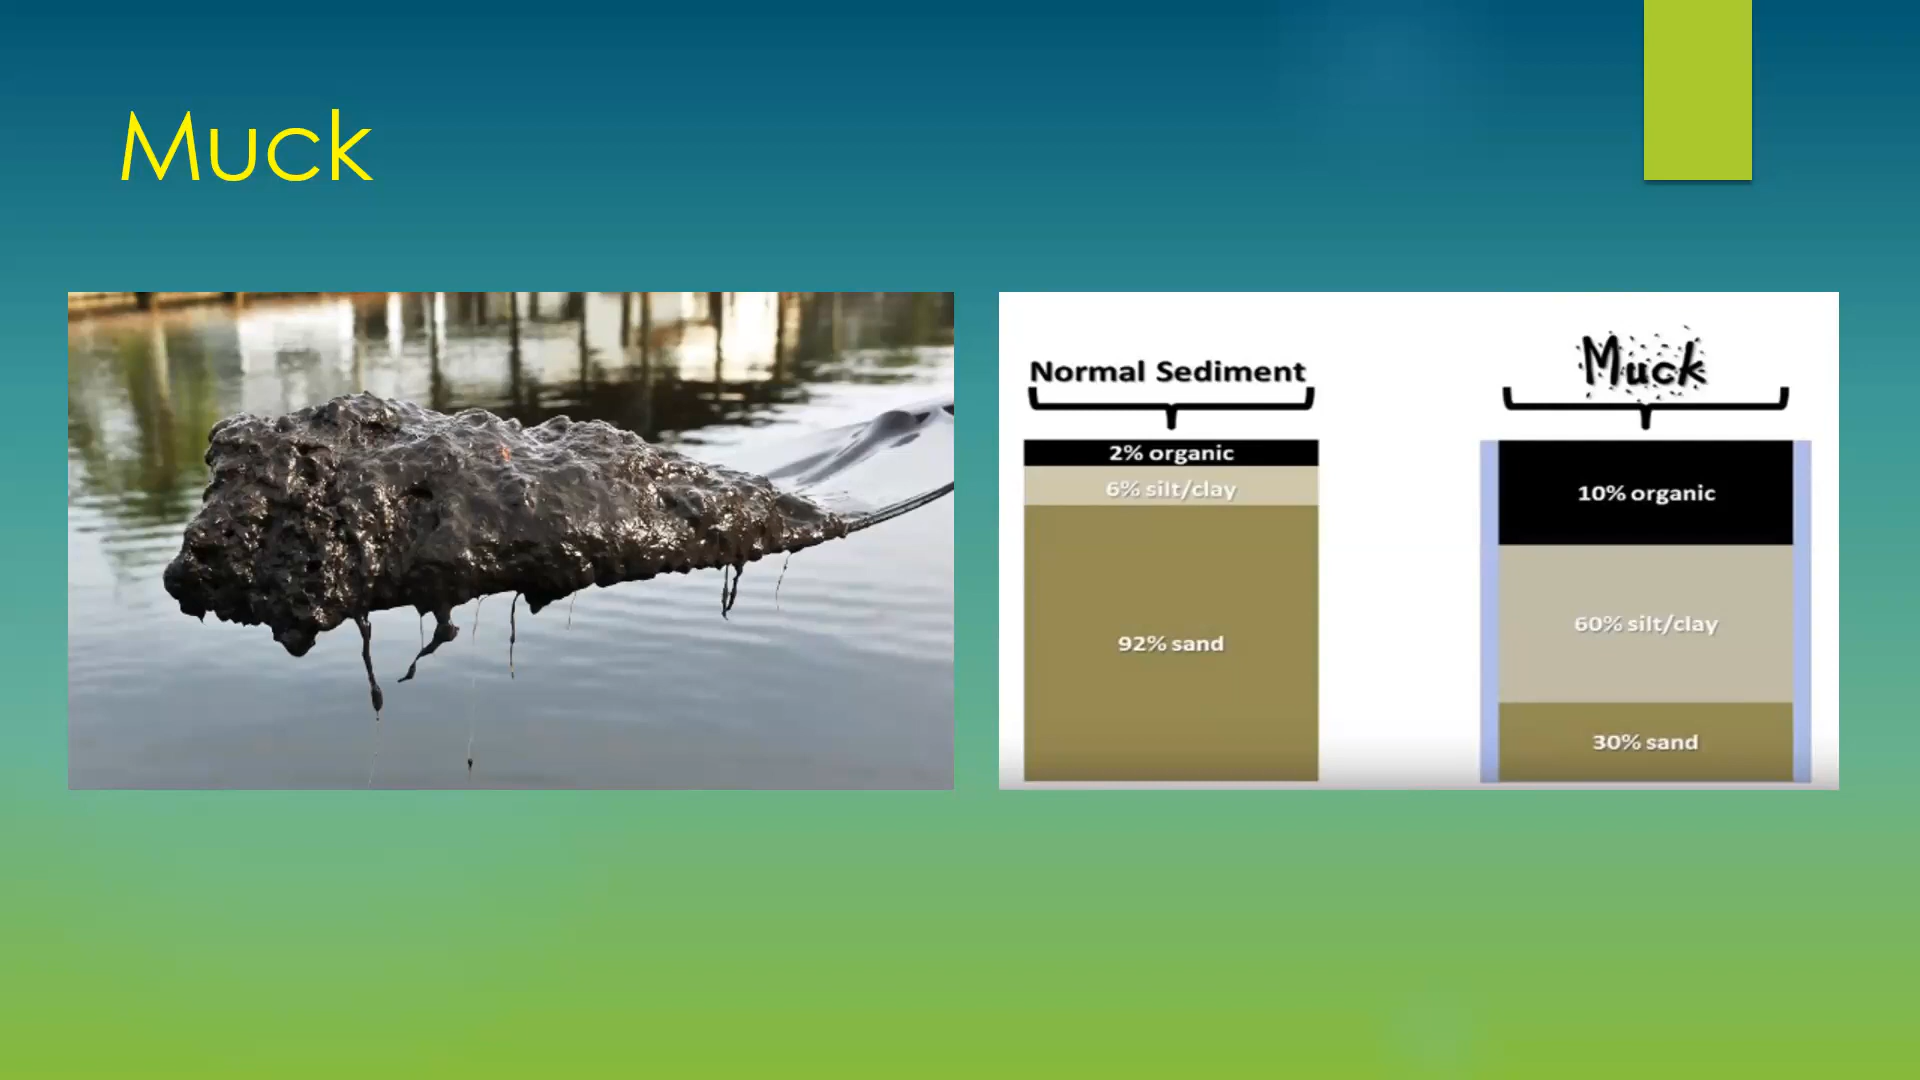 Muck
Normal Sediment
2% organic
6% silt/clay
92% sand
Muck
10% organic
60% silt/clay
30% sand